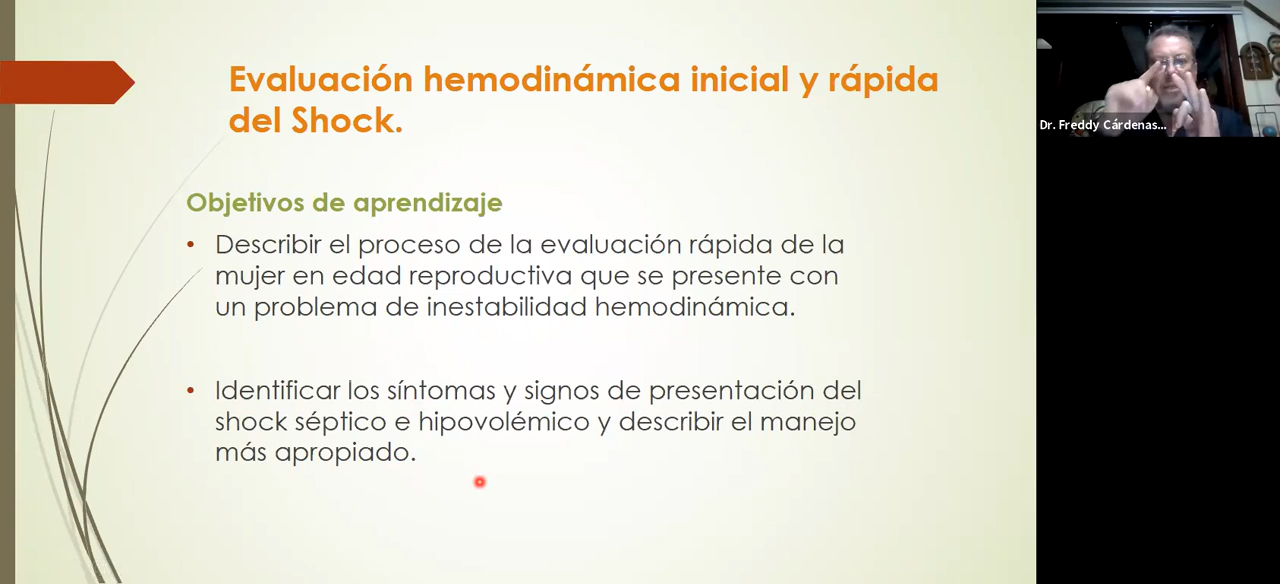 Evaluación hemodinámica inicial y rápida
del Shock.
Objetivos de aprendizaje
• Describir el proceso de la evaluación rápida de la
mujer en edad reproductiva que se presente con
un problema de inestabilidad hemodinámica.
• Identificar los síntomas y signos de presentación del
shock séptico e hipovolémico y describir el manejo
más apropiado.
Dr. Freddy Cárdenas...